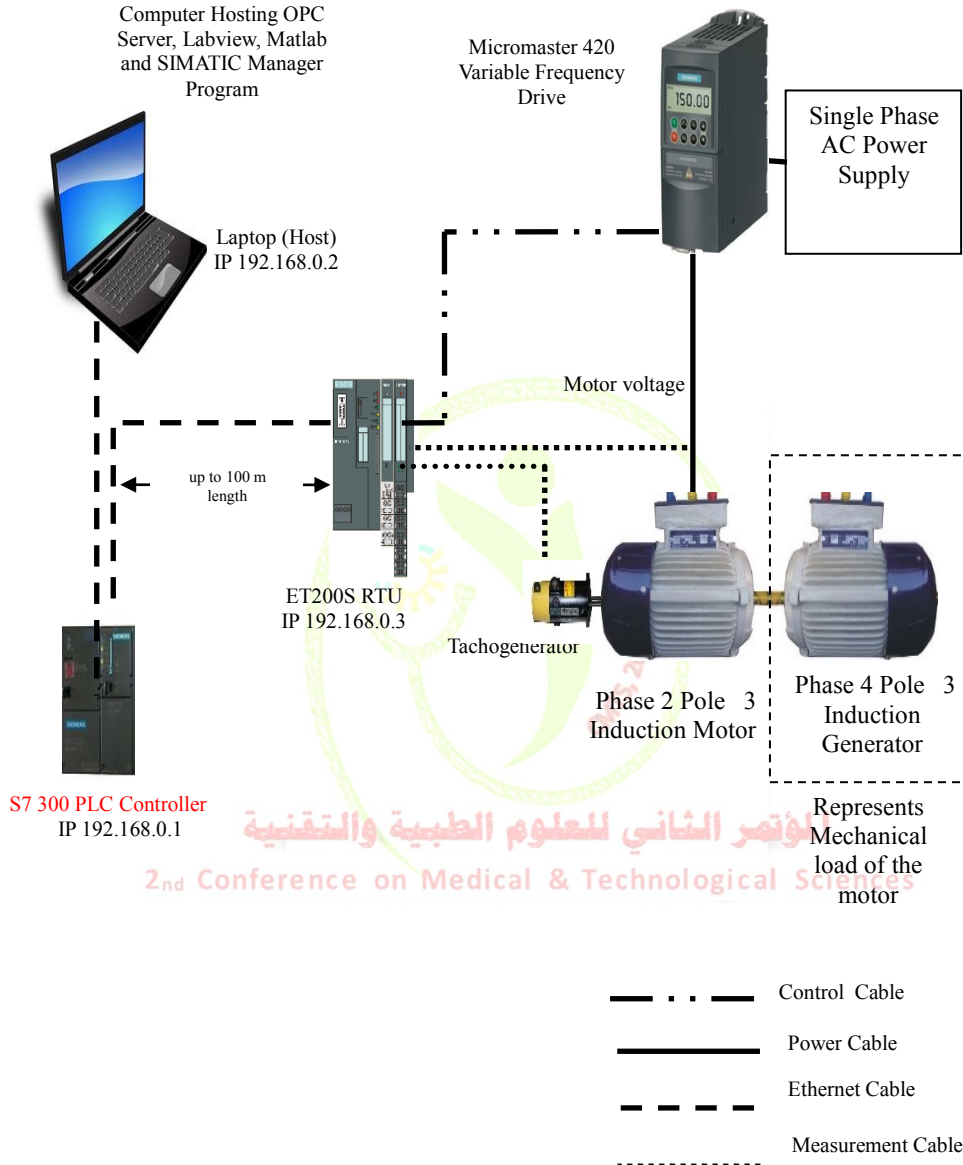 Computer Hosting OPC
Server, Labview, Matlab
and SIMATIC Manager
Program
Micromaster 420
Variable Frequency
Drive
SIEMENS
150.00
Single Phase
AC Power
Supply
Laptop (Host)
IP 192.168.0.2
Motor voltage
up to 100 m
length
ET200S RTU
IP 192.168.0.3
Tachogenerator
SIEMENS
SIEMENS
S7 300 PLC Controller
IP 192.168.0.1
Phase 2 Pole 3
Induction Motor
Phase 4 Pole 3
Induction
Generator
Represents
Mechanical
load of the
motor
المؤتمر الثاني للعلوم الطبية والتقنية
2nd Conference on Medical & Technological Sciences
Control Cable
Power Cable
Ethernet Cable
Measurement Cable